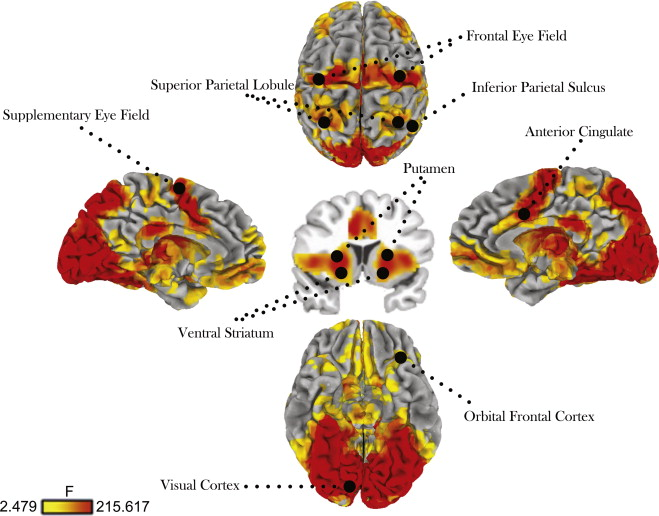 Frontal Eye Field
Superior Parietal Lobule
Inferior Parietal Sulcus
Supplementary Eye Field
Anterior Cingulate
Putamen
Ventral Striatum
Orbital Frontal Cortex
Visual Cortex
F
2.479 215.617